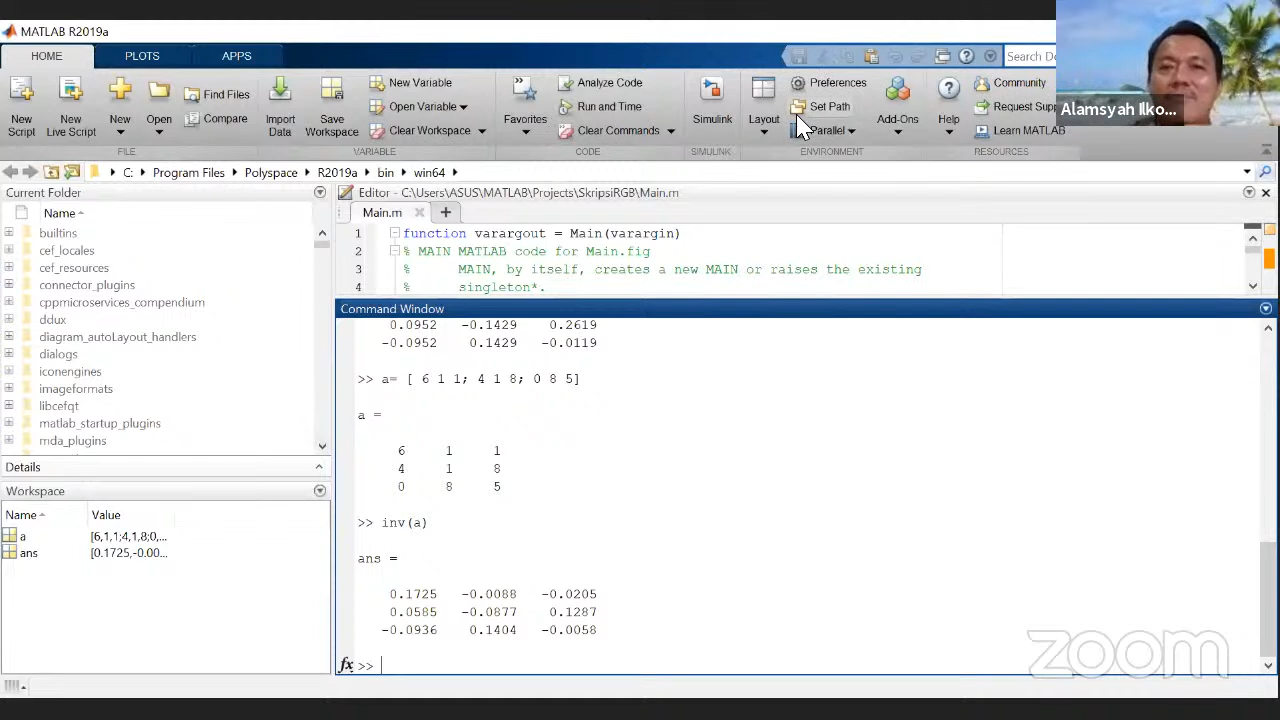 MATLAB R2019a
HOME PLOTS APPS
Search Do
Alamsyah Ilko...
New Script
New Live Script
New
Open
Find Files
Compare
FILE
Import Data
Save Workspace
New Variable
Open Variable
Clear Workspace
VARIABLE
Favorites
Analyze Code
Run and Time
Clear Commands
CODE
Simulink
SIMULINK
Layout
Preferences
Set Path
Parallel
Add-Ons
ENVIRONMENT
Help
Community
Request Supp
Learn MATLAB
RESOURCES
C: Program Files Polyspace R2019a bin win64
Current Folder
Name
builtins
cef_locales
cef_resources
connector_plugins
cppmicroservices_compendium
ddux
diagram_autoLayout_handlers
dialogs
iconengines
imageformats
libcefqt
matlab_startup_plugins
mda_plugins
Details
Workspace
Name Value
a [6,1,1;4,1,8;0,...
ans [0.1725,-0.00...
Editor - C:\Users\ASUS\MATLAB\Projects\SkripsiRGB\Main.m
Main.m
1 function varargout = Main(varargin)
2 % MAIN MATLAB code for Main.fig
3 % MAIN, by itself, creates a new MAIN or raises the existing
4 % singleton*.
Command Window
0.0952 -0.1429 0.2619
-0.0952 0.1429 -0.0119
>> a= [ 6 1 1; 4 1 8; 0 8 5]
a =
6 1 1
4 1 8
0 8 5
>> inv(a)
ans =
0.1725 -0.0088 -0.0205
0.0585 -0.0877 0.1287
-0.0936 0.1404 -0.0058
fx >>
zoom